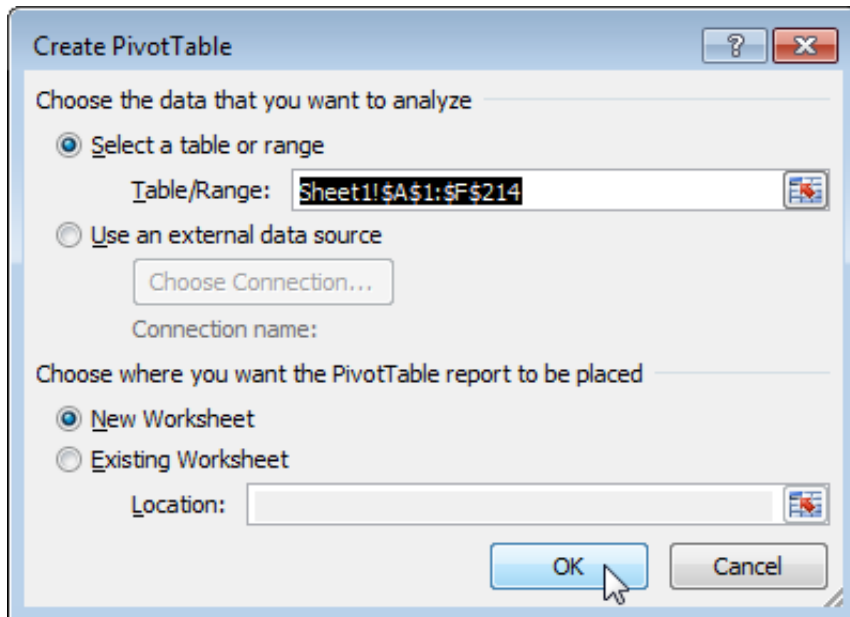 Create PivotTable
Choose the data that you want to analyze
Select a table or range
Table/Range: Sheet1!$A$1:$F$214
Use an external data source
Choose Connection...
Connection name:
Choose where you want the PivotTable report to be placed
New Worksheet
Existing Worksheet
Location:
OK Cancel